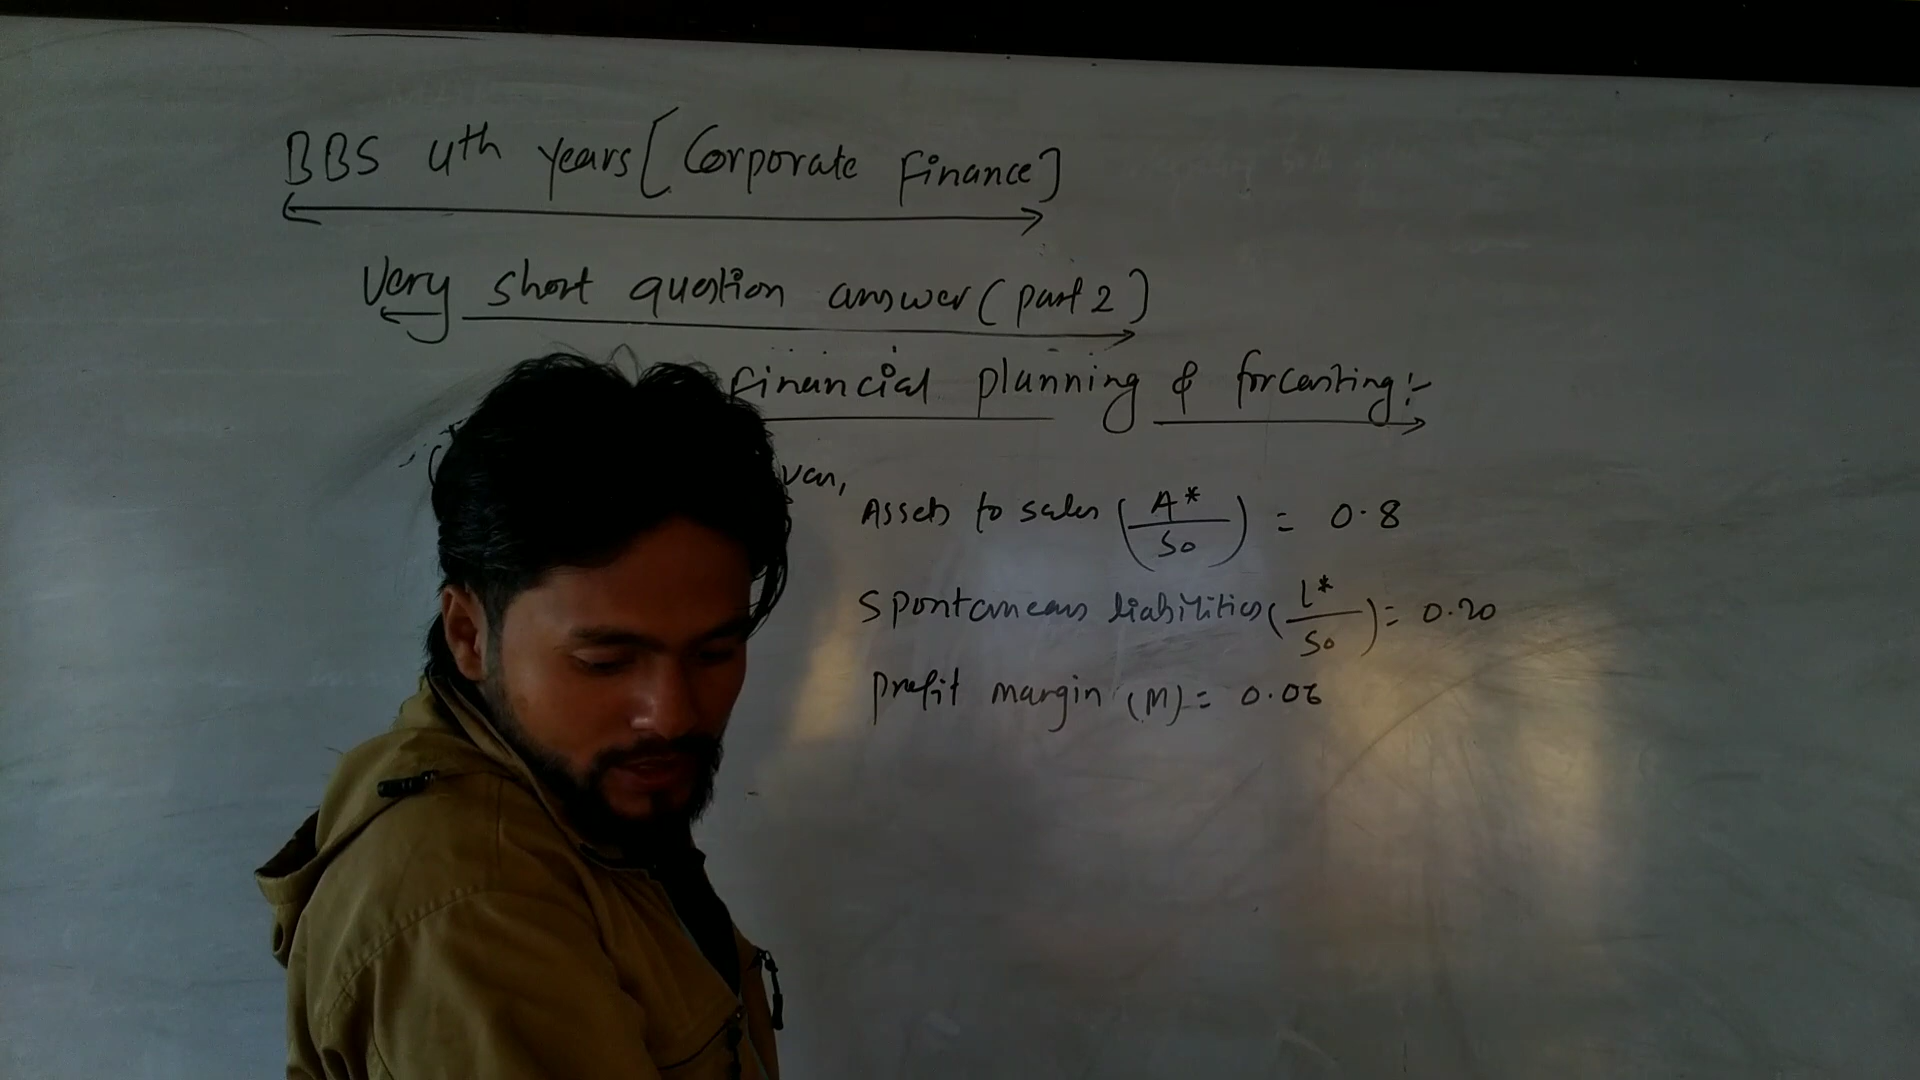 BBS 4th years [Corporate Finance]
Very short question answer (part 2)
Financial planning & forcasting:-
Assets to sales (A*/So) = 0.8
Spontaneous liabilities (L*/So) = 0.20
Profit margin (M) = 0.06